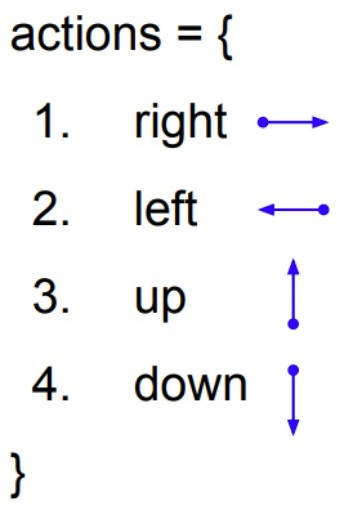 actions = {
1. right
2. left
3. up
4. down
}